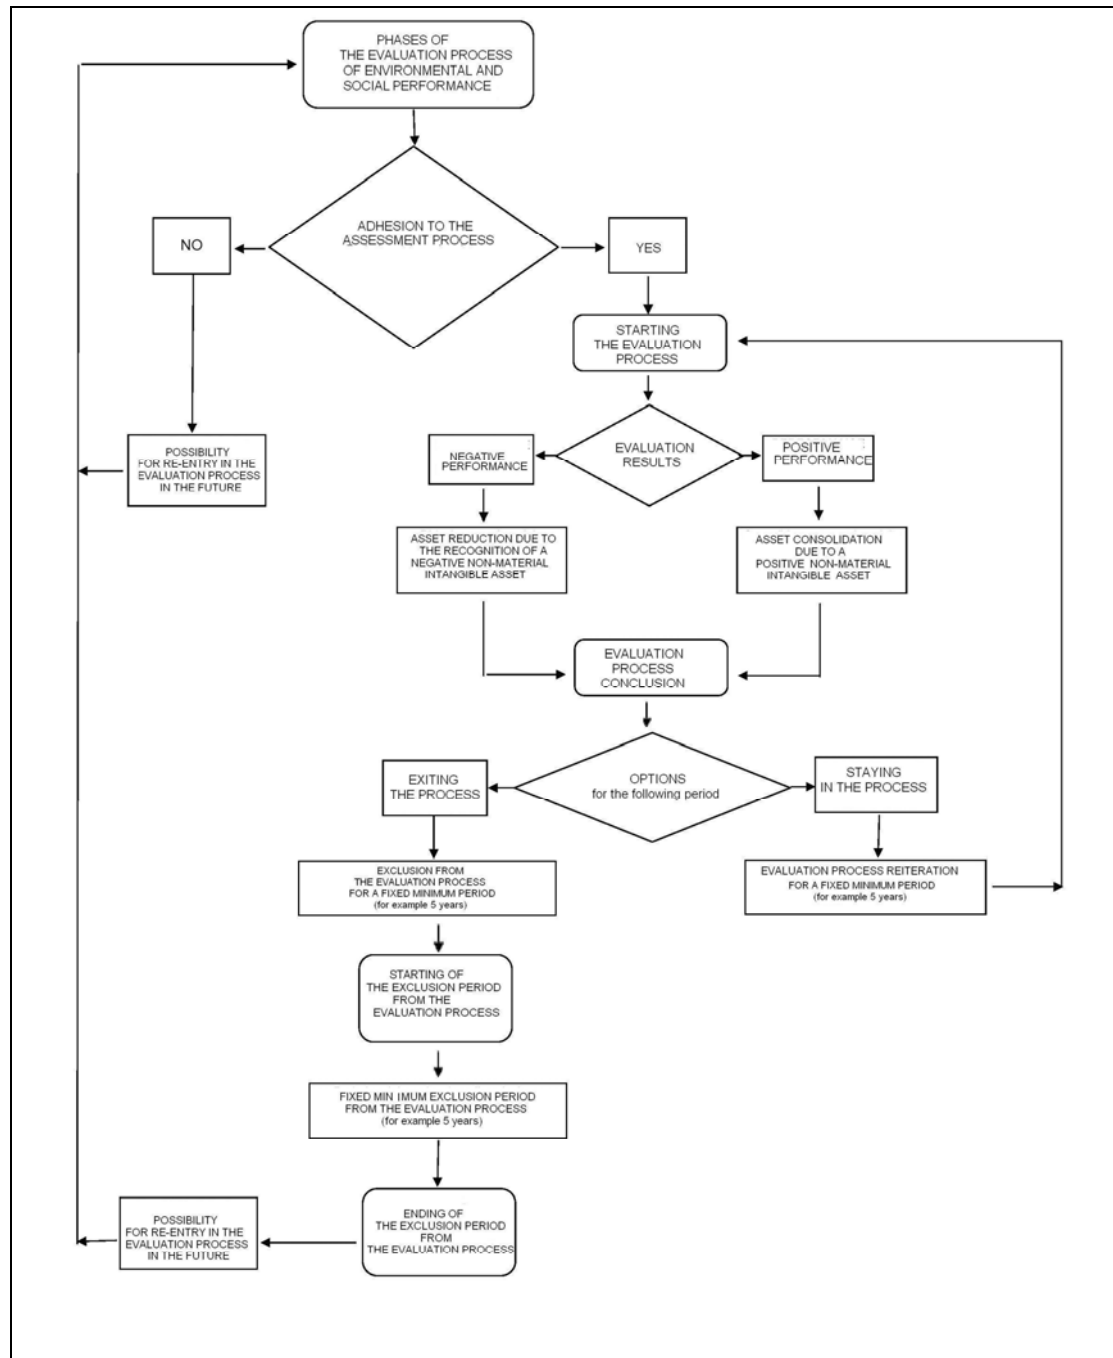 PHASES OF
THE EVALUATION PROCESS
OF ENVIRONMENTAL AND
SOCIAL PERFORMANCE
ADHESION TO THE
ASSESSMENT PROCESS
NO
YES
STARTING
THE EVALUATION
PROCESS
EVALUATION
RESULTS
NEGATIVE
PERFORMANCE
POSITIVE
PERFORMANCE
POSSIBILITY
FOR RE-ENTRY IN THE
EVALUATION PROCESS
IN THE FUTURE
ASSET REDUCTION DUE TO
THE RECOGNITION OF A
NEGATIVE NON-MATERIAL
INTANGIBLE ASSET
ASSET CONSOLIDATION
DUE TO A
POSITIVE NON-MATERIAL
INTANGIBLE ASSET
EVALUATION
PROCESS
CONCLUSION
EXITING
THE PROCESS
OPTIONS
for the following period
STAYING
IN THE PROCESS
EXCLUSION FROM
THE EVALUATION PROCESS
FOR A FIXED MINIMUM PERIOD
(for example 5 years)
EVALUATION PROCESS REITERATION
FOR A FIXED MINIMUM PERIOD
(for example 5 years)
STARTING OF
THE EXCLUSION PERIOD
FROM THE
EVALUATION PROCESS
FIXED MIN IMUM EXCLUSION PERIOD
FROM THE EVALUATION PROCESS
(for example 5 years)
ENDING OF
THE EXCLUSION PERIOD
FROM
THE EVALUATION PROCESS
POSSIBILITY
FOR RE-ENTRY IN THE
EVALUATION PROCESS
IN THE FUTURE